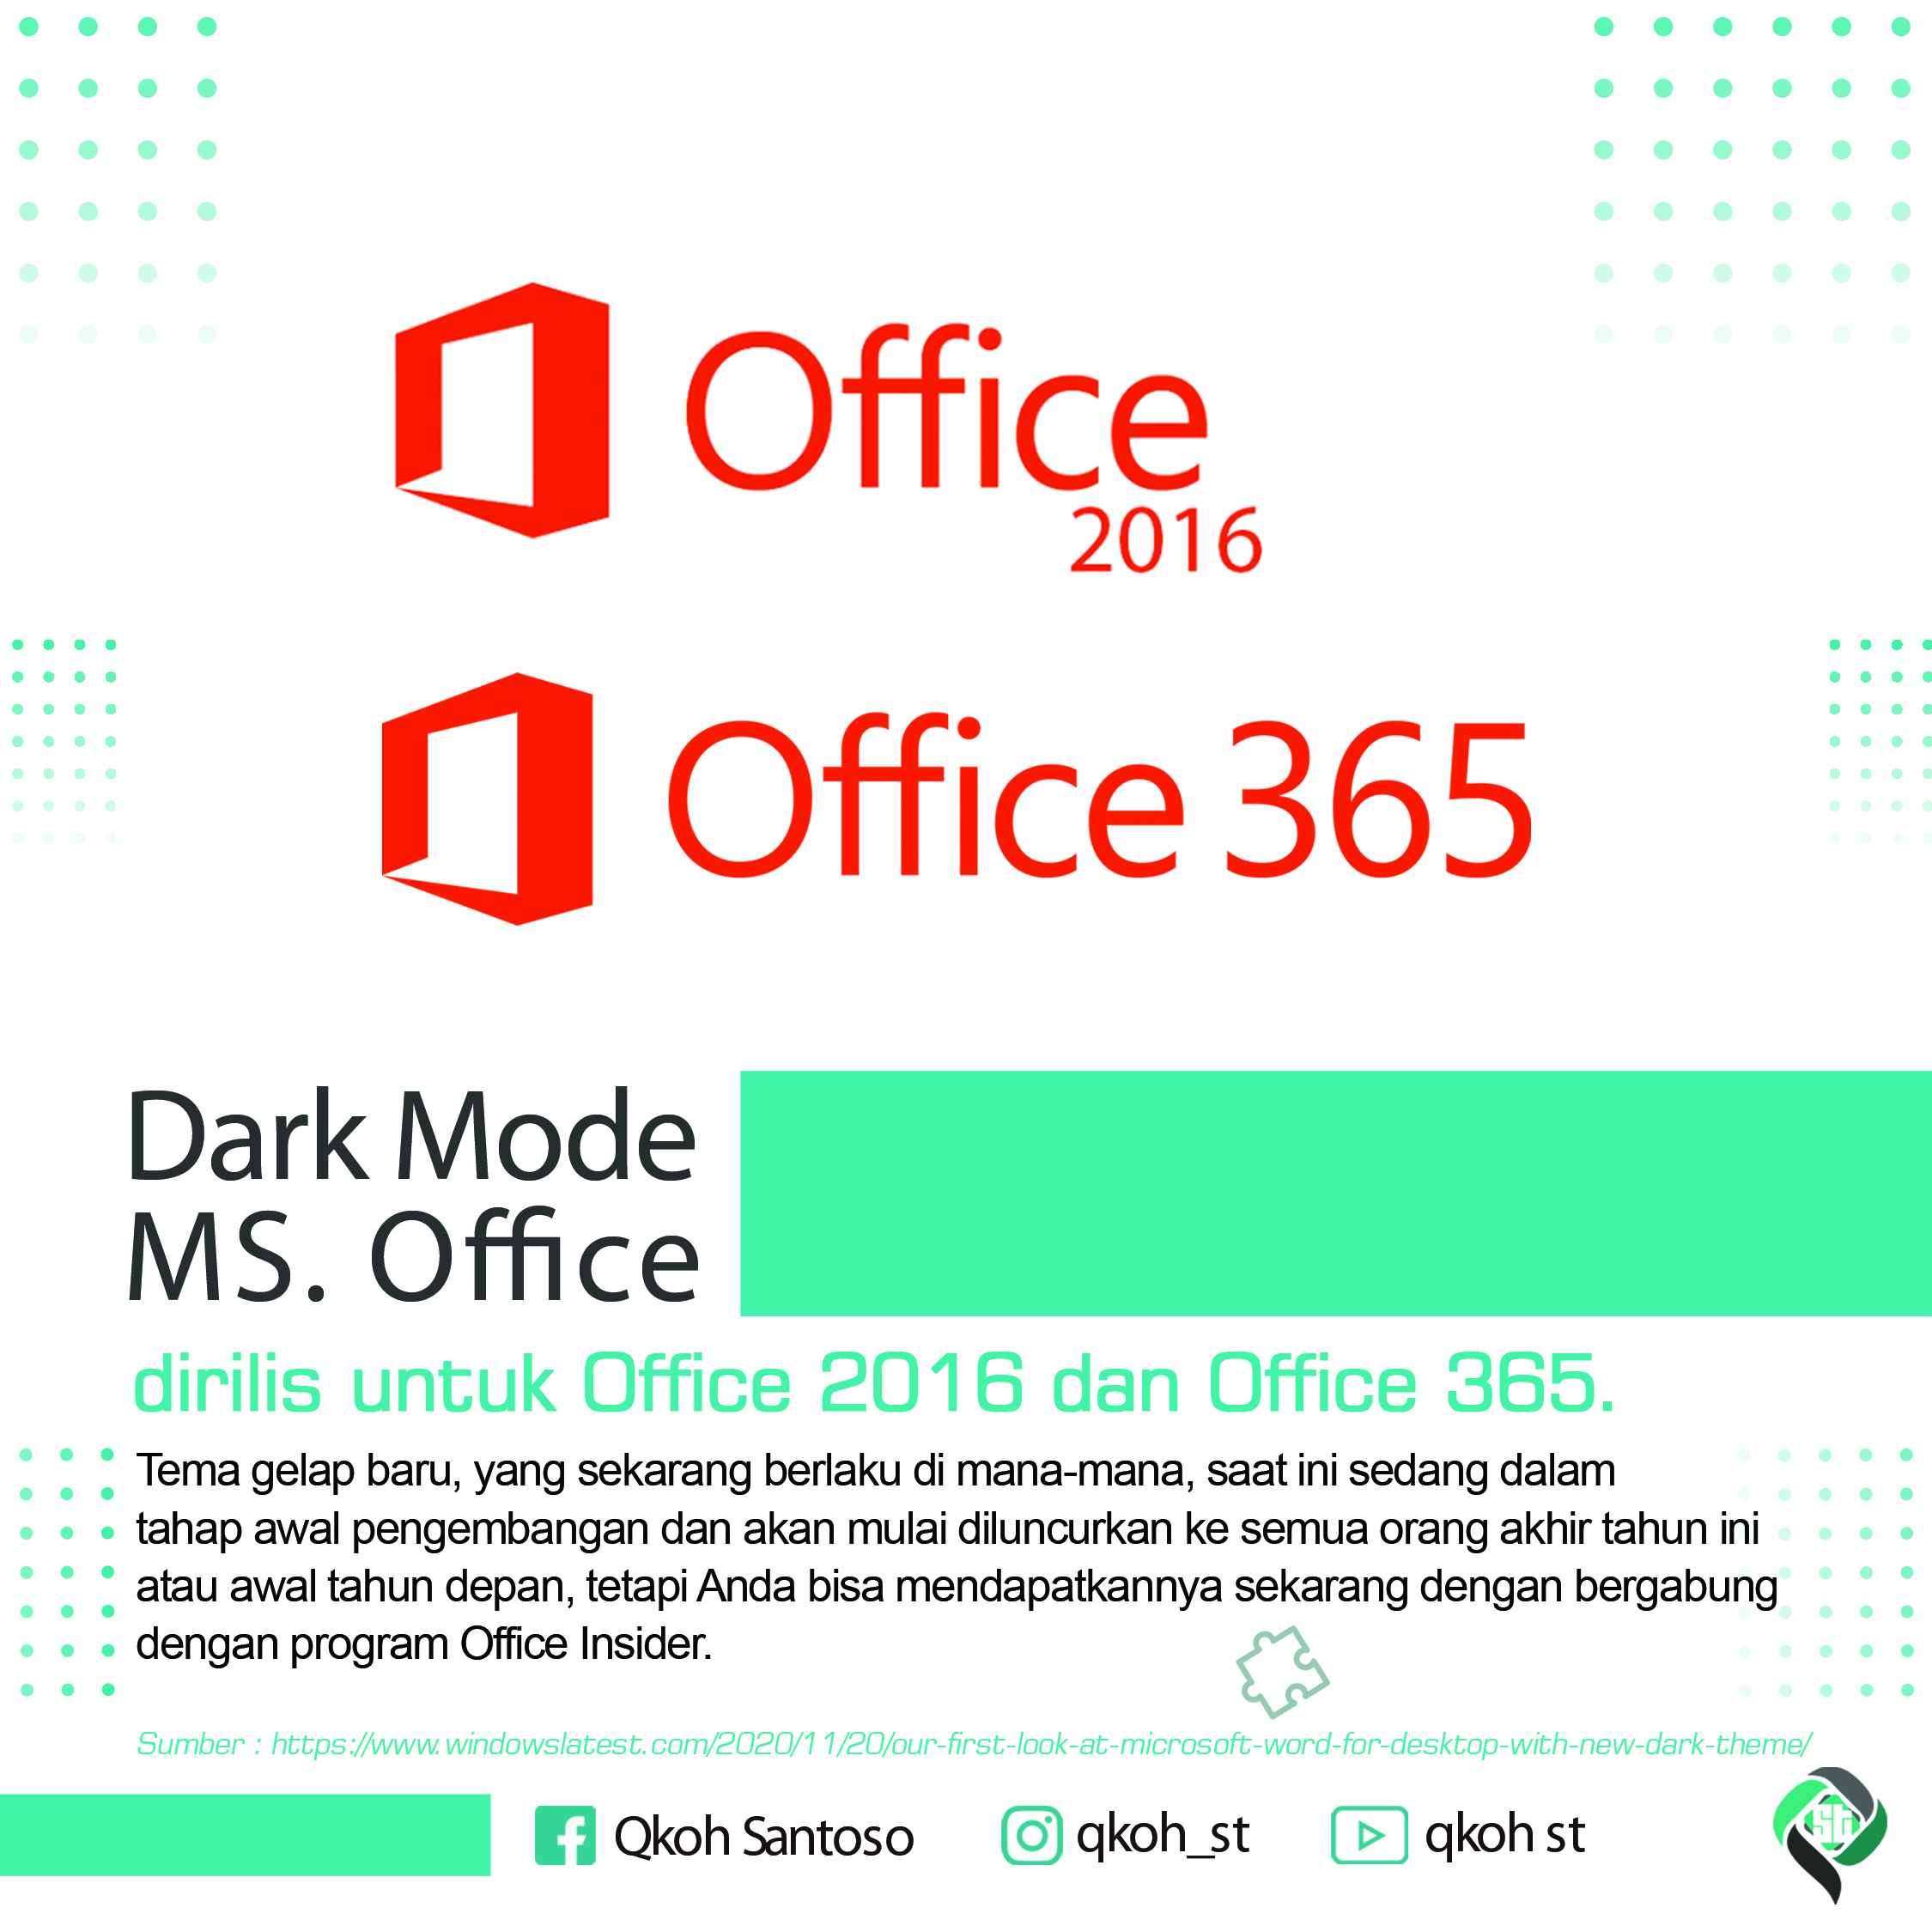 Office
2016
Office 365
Dark Mode
MS. Office
dirilis untuk Office 2016 dan Office 365.
Tema gelap baru, yang sekarang berlaku di mana-mana, saat ini sedang dalam
tahap awal pengembangan dan akan mulai diluncurkan ke semua orang akhir tahun ini
atau awal tahun depan, tetapi Anda bisa mendapatkannya sekarang dengan bergabung
dengan program Office Insider.
Sumber : https://www.windowslatest.com/2020/11/20/our-first-look-at-microsoft-word-for-desktop-with-new-dark-theme/
Qkoh Santoso
qkoh_st
qkoh st
St